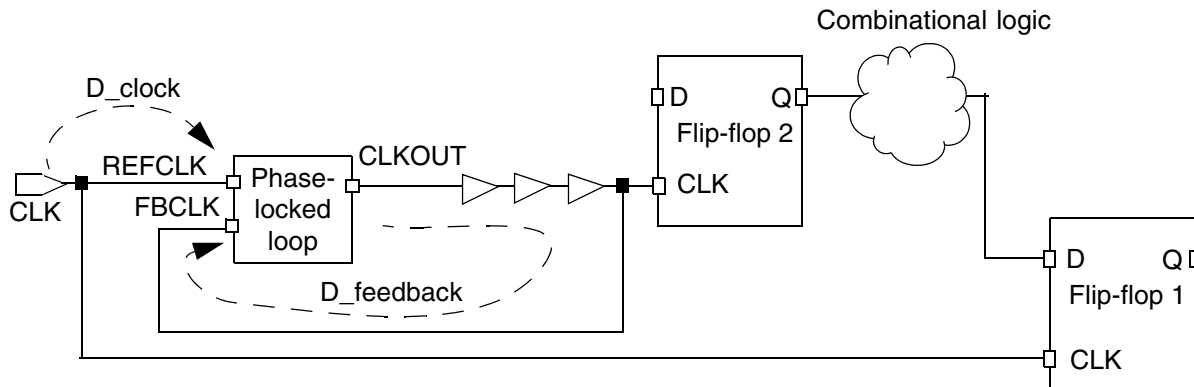 Combinational logic
D_clock
D Q
Flip-flop 2
CLK
REFCLK
CLKOUT
CLK
FBCLK
Phase-
locked
loop
D_feedback
D Q
Flip-flop 1
CLK